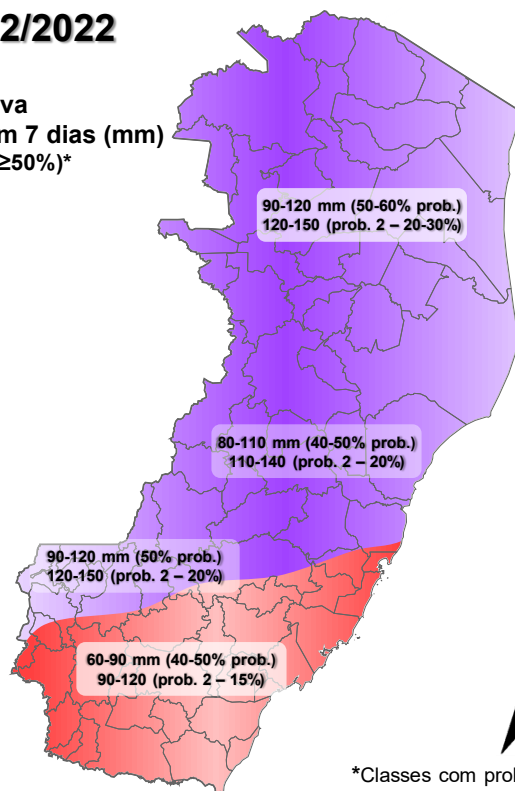 2/2022
va
m 7 dias (mm)
≥50%)*
90-120 mm (50-60% prob.)
120-150 (prob. 2 – 20-30%)
80-110 mm (40-50% prob.)
110-140 (prob. 2 – 20%)
90-120 mm (50% prob.)
120-150 (prob. 2 – 20%)
60-90 mm (40-50% prob.)
90-120 (prob. 2 – 15%)
*Classes com prob